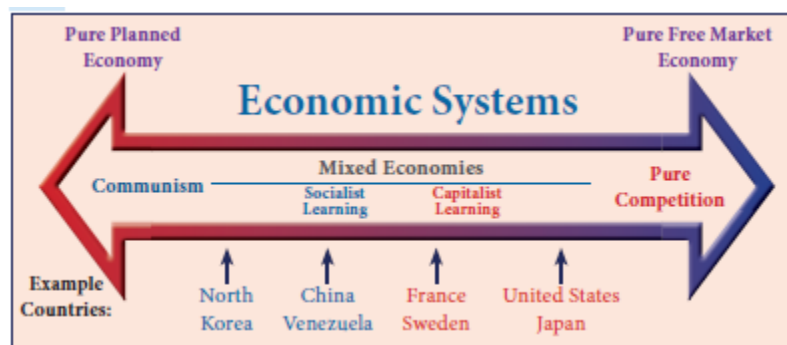 Pure Planned
Economy
Pure Free Market
Economy
Economic Systems
Mixed Economies
Communism
Socialist
Learning
Capitalist
Learning
Pure
Competition
Example
Countries:
North
Korea
China
Venezuela
France
Sweden
United States
Japan